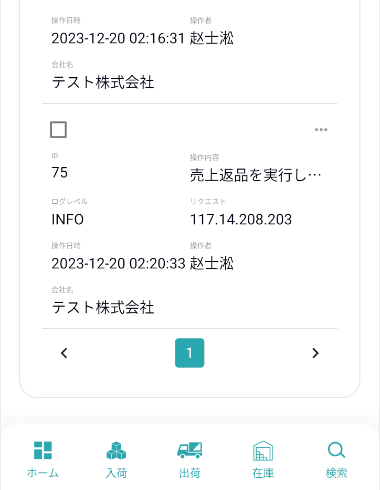 操作日時 操作者
2023-12-20 02:16:31 赵士淞
会社名
テスト株式会社
ID 操作内容
75 売上返品を実行し…
ログレベル リクエスト
INFO 117.14.208.203
操作日時 操作者
2023-12-20 02:20:33 赵士淞
会社名
テスト株式会社
1
ホーム 入荷 出荷 在庫 検索